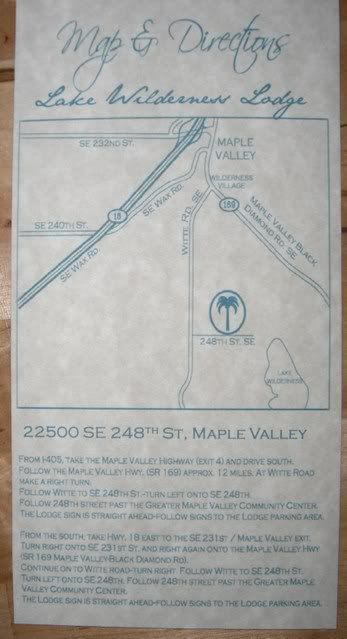 Map & Directions
Lake Wilderness Lodge
SE 232nd St.
Maple
Valley
Wilderness
Village
SE Wax Rd.
18
169
SE 240th St.
SE Wax Rd.
Witte Rd. SE
Maple Valley Black
Diamond Rd. SE
248th St. SE
Lake
Wilderness
22500 SE 248th St, Maple Valley
From I-405, take the Maple Valley Highway (Exit 4) and drive south.
Follow the Maple Valley Hwy. (SR 169) approx. 12 miles. At Witte Road
make a right turn.
Follow Witte to SE 248th St.-turn left onto SE 248th.
Follow 248th street past the Greater Maple Valley Community Center.
The Lodge sign is straight ahead-follow signs to the Lodge parking area.
From the south, take Hwy. 18 east to the SE 231st / Maple Valley exit.
Turn right onto SE 231st St. and right again onto the Maple Valley Hwy
(SR 169 Maple Valley-Black Diamond Rd).
Continue on to Witte road-turn right. Follow Witte to SE 248th St.
Turn left onto SE 248th. Follow 248th street past the Greater Maple
Valley Community Center.
The Lodge sign is straight ahead-follow signs to the Lodge parking area.